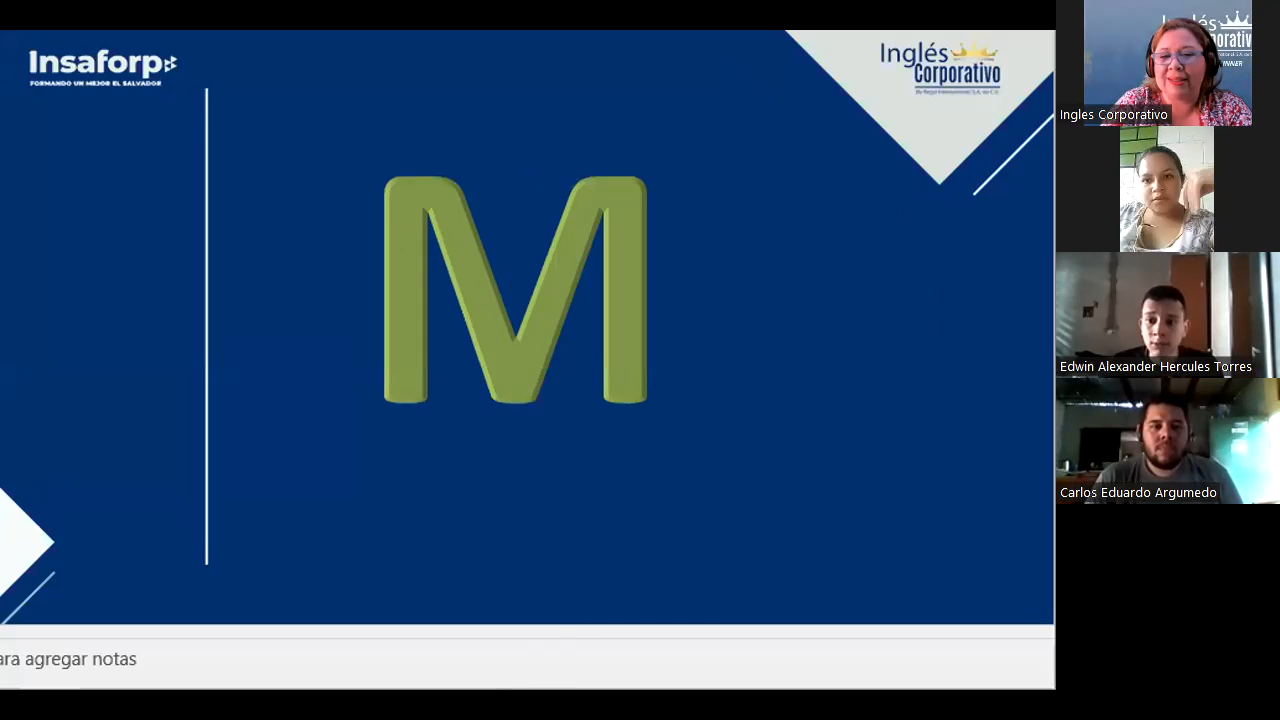 Insaforp
FORMANDO UN MEJOR EL SALVADOR
Inglés
Corporativo
M
ara agregar notas
Ingles Corporativo
Edwin Alexander Hercules Torres
Carlos Eduardo Argumedo